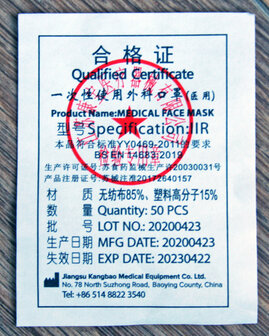 合格证
Qualified Certificate
一次性使用外科口罩(医用)
Product Name:MEDICAL FACE MASK
型号Specification:IIR
本品符合标准YY0469-2011的要求
BS EN 14683:2019
生产许可证号: 苏食药监械生产许20030031号
产品注册证号: 苏械注准20172640157
材 质: 无纺布85%, 塑料高分子15%
数 量: Quantity: 50 PCS
批 号: LOT NO.: 20200423
生产日期: MFG DATE: 20200423
失效日期: EXP DATE: 20230422
Jiangsu Kangbao Medical Equipment Co. Ltd.
No. 78 North Suzhong Road, Baoying County, China
Tel: +86 514 8822 3540